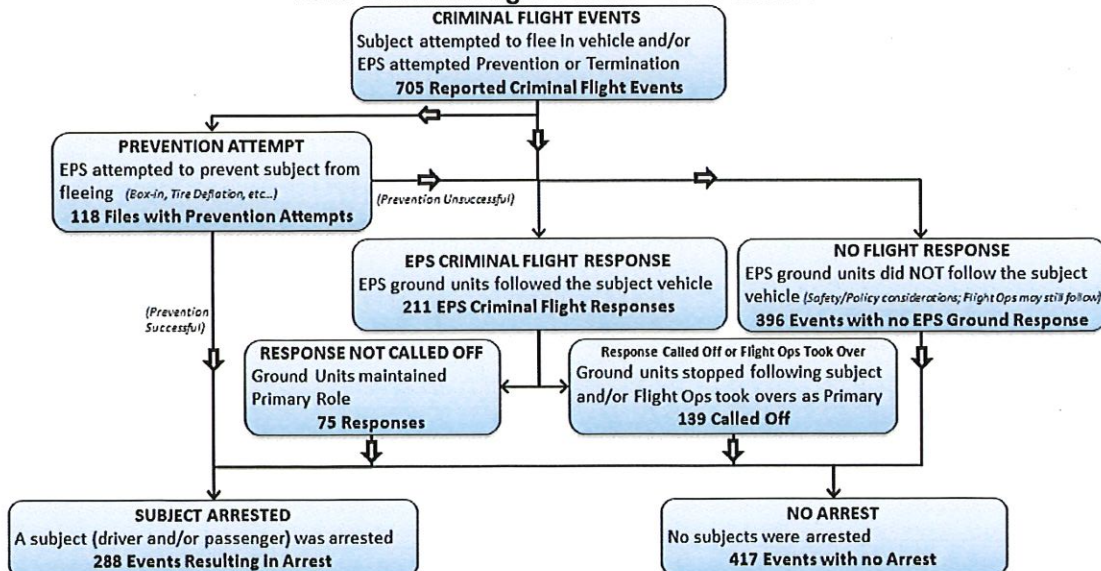 CRIMINAL FLIGHT EVENTS
Subject attempted to flee in vehicle and/or
EPS attempted Prevention or Termination
705 Reported Criminal Flight Events
PREVENTION ATTEMPT
EPS attempted to prevent subject from
fleeing (Box-in, Tire Deflation, etc...)
118 Files with Prevention Attempts
(Prevention Unsuccessful)
EPS CRIMINAL FLIGHT RESPONSE
EPS ground units followed the subject vehicle
211 EPS Criminal Flight Responses
NO FLIGHT RESPONSE
EPS ground units did NOT follow the subject
vehicle (Safety/Policy considerations; Flight Ops may still follow)
396 Events with no EPS Ground Response
(Prevention
Successful)
RESPONSE NOT CALLED OFF
Ground Units maintained
Primary Role
75 Responses
Response Called Off or Flight Ops Took Over
Ground units stopped following subject
and/or Flight Ops took overs as Primary
139 Called Off
SUBJECT ARRESTED
A subject (driver and/or passenger) was arrested
288 Events Resulting in Arrest
NO ARREST
No subjects were arrested
417 Events with no Arrest